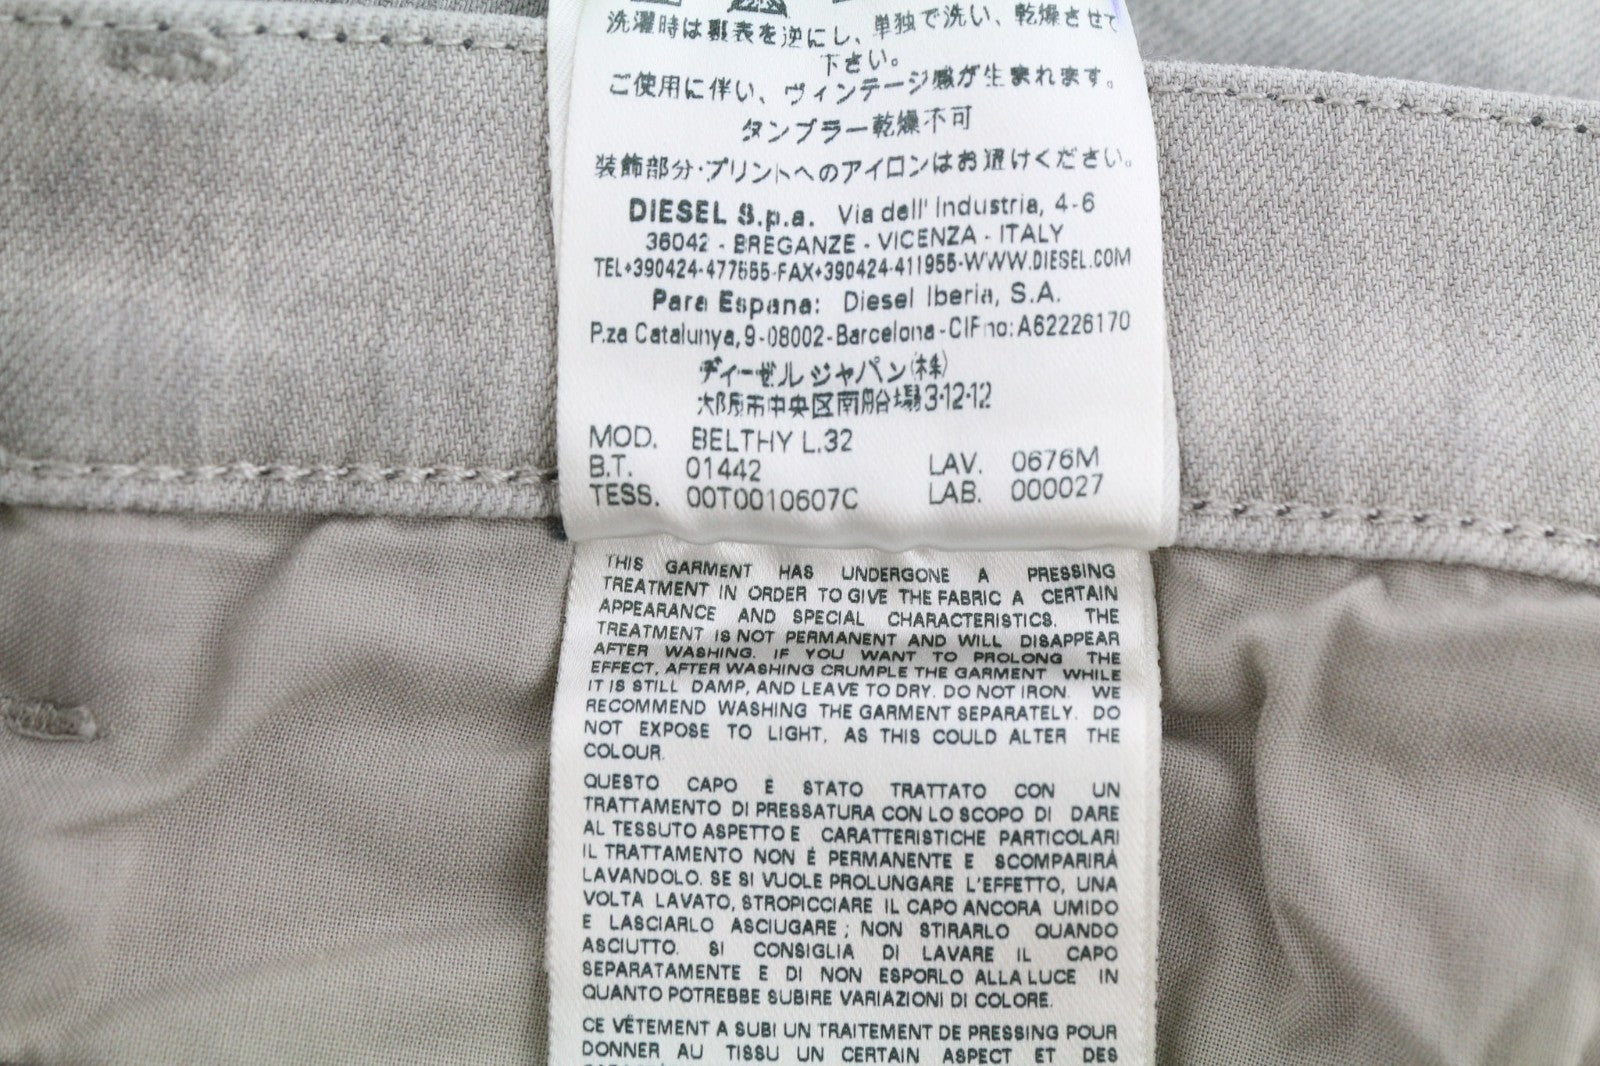 洗濯時は裏表を逆にし、単独で洗い、乾燥させて
下さい。
ご使用に伴い、ヴィンテージ感が生まれます。
タンブラー乾燥不可
装飾部分・プリントへのアイロンはお避けください。
DIESEL S.p.a. Via dell' Industria, 4-6
36042 - BREGANZE - VICENZA - ITALY
TEL+390424-477555-FAX+390424-411955-WWW.DIESEL.COM
Para Espana: Diesel Iberia, S.A.
P.za Catalunya, 9-08002-Barcelona-CIF no: A62226170
ディーゼルジャパン(株)
大阪市中央区南船場3-12-12
MOD. BELTHY L.32
B.T. 01442 LAV. 0676M
TESS. 00T0010607C LAB. 000027
THIS GARMENT HAS UNDERGONE A PRESSING
TREATMENT IN ORDER TO GIVE THE FABRIC A CERTAIN
APPEARANCE AND SPECIAL CHARACTERISTICS. THE
TREATMENT IS NOT PERMANENT AND WILL DISAPPEAR
AFTER WASHING. IF YOU WANT TO PROLONG THE
EFFECT, AFTER WASHING CRUMPLE THE GARMENT WHILE
IT IS STILL DAMP, AND LEAVE TO DRY. DO NOT IRON. WE
RECOMMEND WASHING THE GARMENT SEPARATELY. DO
NOT EXPOSE TO LIGHT, AS THIS COULD ALTER THE
COLOUR.
QUESTO CAPO E STATO TRATTATO CON UN
TRATTAMENTO DI PRESSATURA CON LO SCOPO DI DARE
AL TESSUTO ASPETTO E CARATTERISTICHE PARTICOLARI
IL TRATTAMENTO NON É PERMANENTE E SCOMPARIRÁ
LAVANDOLO. SE SI VUOLE PROLUNGARE L'EFFETTO, UNA
VOLTA LAVATO, STROPICCIARE IL CAPO ANCORA UMIDO
E LASCIARLO ASCIUGARE; NON STIRARLO QUANDO
ASCIUTTO. SI CONSIGLIA DI LAVARE IL CAPO
SEPARATAMENTE E DI NON ESPORLO ALLA LUCE IN
QUANTO POTREBBE SUBIRE VARIAZIONI DI COLORE.
CE VÊTEMENT A SUBI UN TRAITEMENT DE PRESSING POUR
DONNER AU TISSU UN CERTAIN ASPECT ET DES